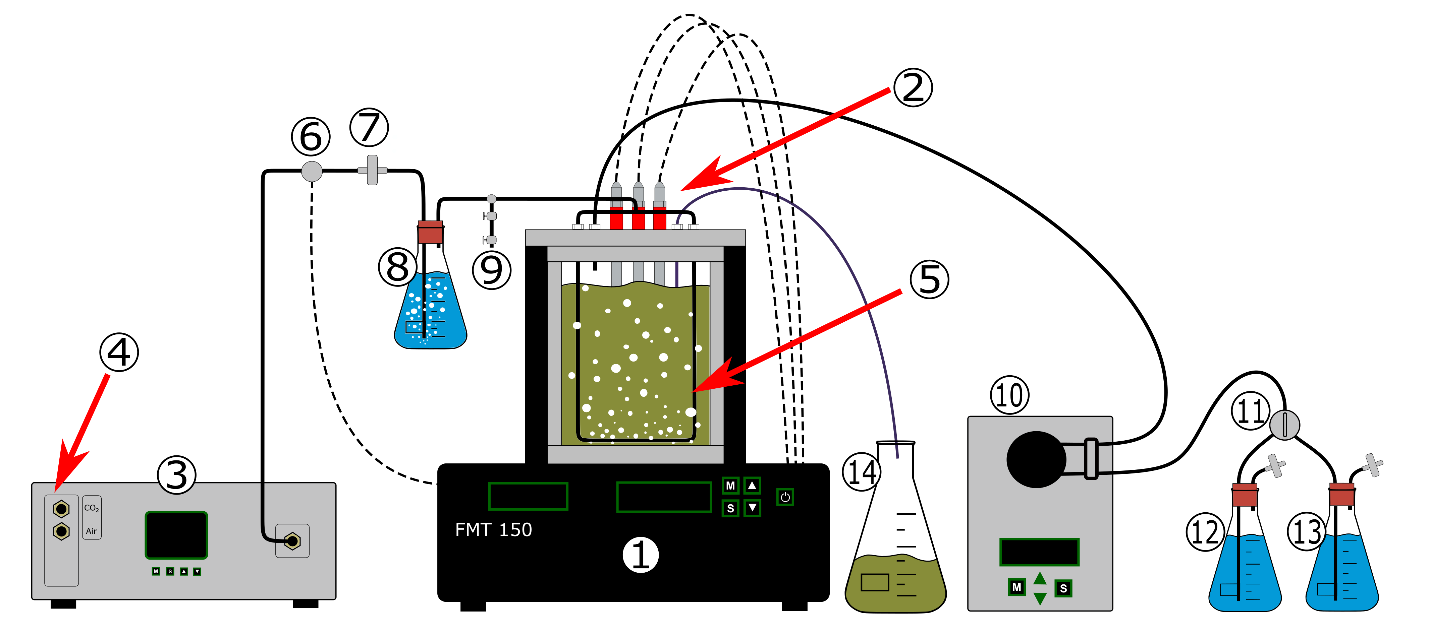 ②
⑦
⑥
⑤
⑧
⑨
④
⑩
⑪
③
⑭
M ▲
S ▼
CO₂
Air
FMT 150
⑫
⑬
①
M S ▲ ▼
M ▲ S
▼